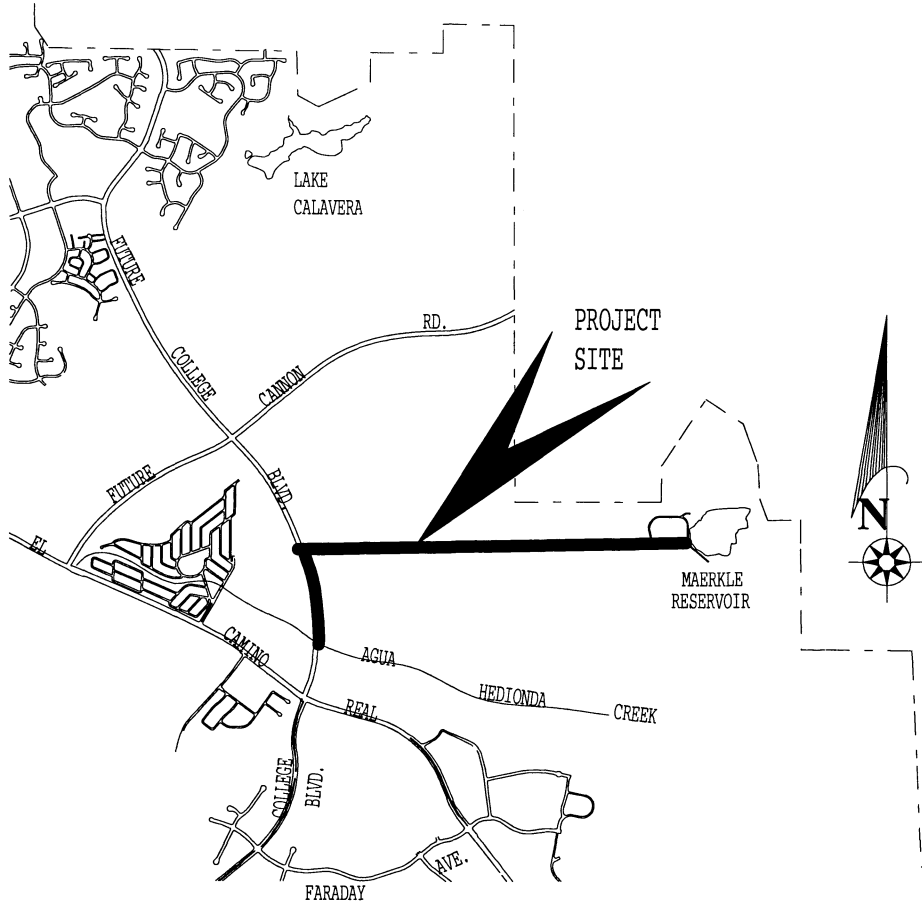 LAKE
CALAVERA
FUTURE
COLLEGE
BLVD.
FUTURE
CANNON
RD.
PROJECT
SITE
N
MAERKLE
RESERVOIR
EL
CAMINO
REAL
AGUA
HEDIONDA
CREEK
COLLEGE
BLVD.
FARADAY
AVE.